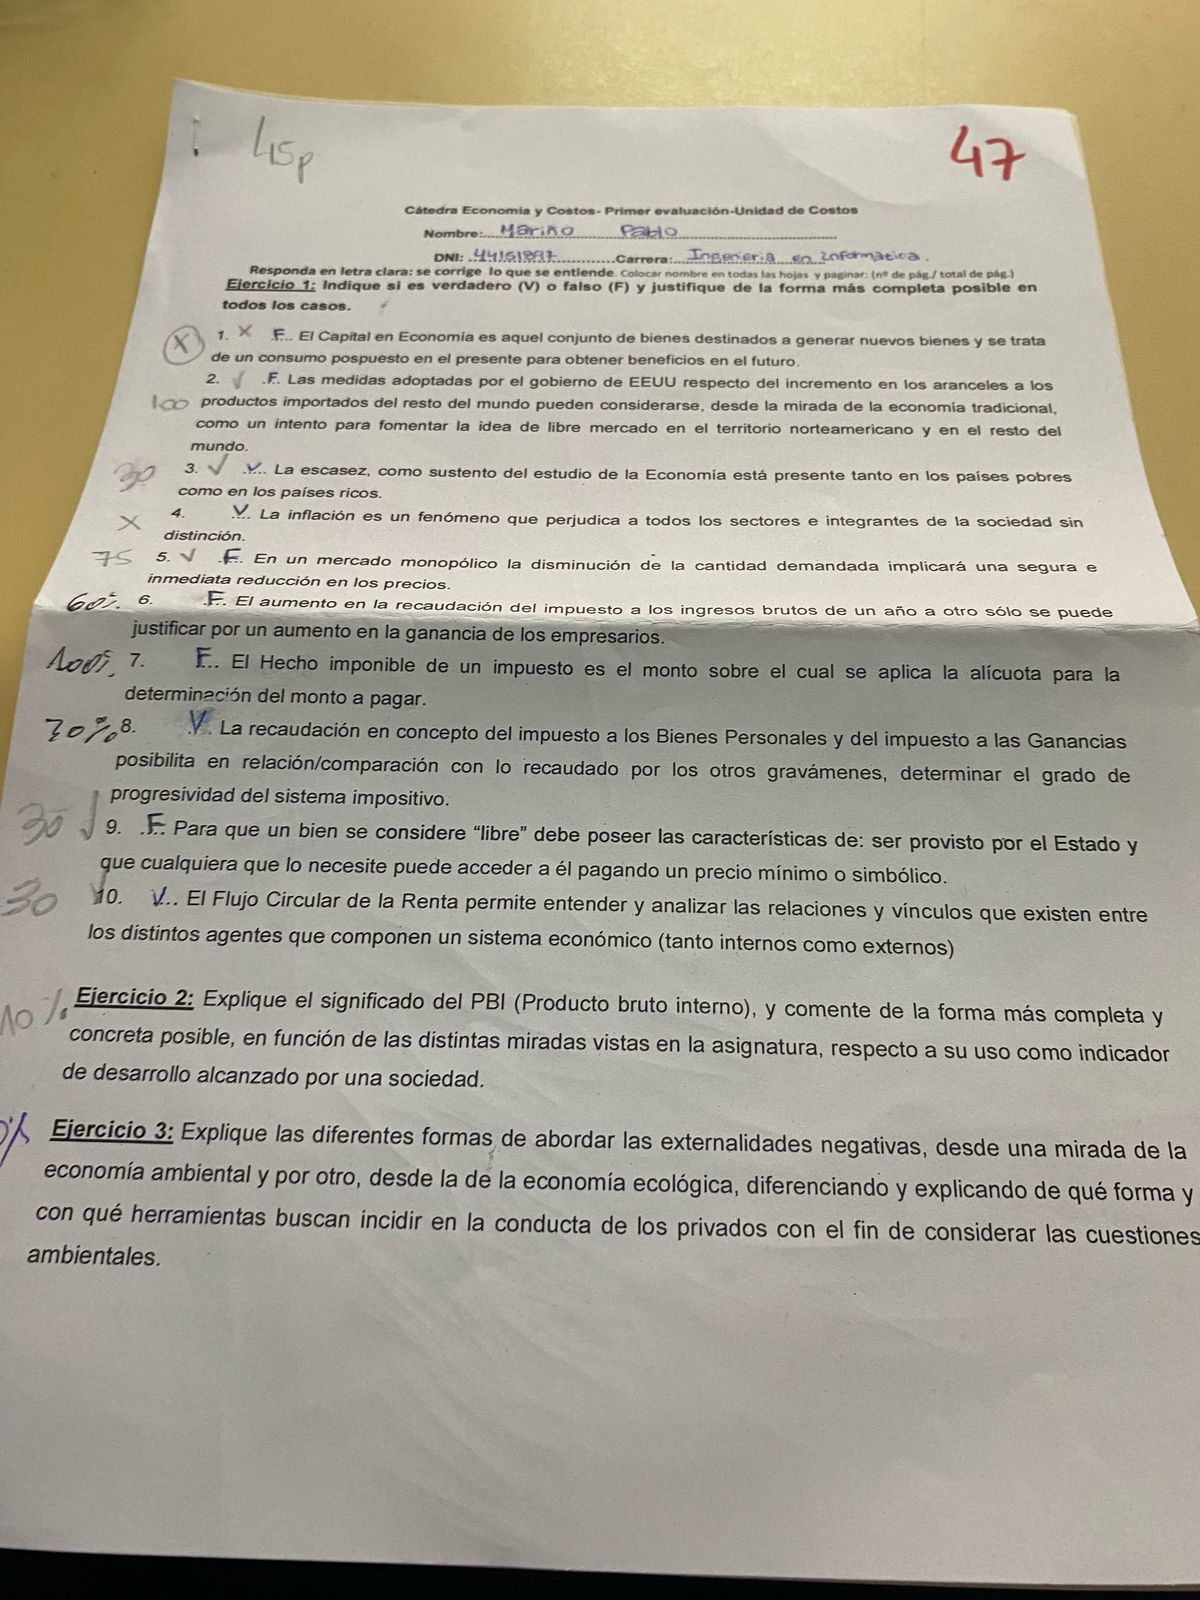 45p
47
Cátedra Economía y Costos- Primer evaluación-Unidad de Costos
Nombre: Mariño Pablo
DNI: Carrera: Ingenieria en Informatica.
Responda en letra clara: se corrige lo que se entiende. Colocar nombre en todas las hojas y paginar: (nº de pág./ total de pág.)
Ejercicio 1: Indique si es verdadero (V) o falso (F) y justifique de la forma más completa posible en
todos los casos.
X 1. X F... El Capital en Economía es aquel conjunto de bienes destinados a generar nuevos bienes y se trata
de un consumo pospuesto en el presente para obtener beneficios en el futuro.
2. ✓ .F. Las medidas adoptadas por el gobierno de EEUU respecto del incremento en los aranceles a los
100 productos importados del resto del mundo pueden considerarse, desde la mirada de la economía tradicional,
como un intento para fomentar la idea de libre mercado en el territorio norteamericano y en el resto del
mundo.
30 3. ✓ .V... La escasez, como sustento del estudio de la Economía está presente tanto en los países pobres
como en los países ricos.
X 4. V. La inflación es un fenómeno que perjudica a todos los sectores e integrantes de la sociedad sin
distinción.
75 5. ✓ .F. En un mercado monopólico la disminución de la cantidad demandada implicará una segura e
inmediata reducción en los precios.
60%. 6. .F. El aumento en la recaudación del impuesto a los ingresos brutos de un año a otro sólo se puede
justificar por un aumento en la ganancia de los empresarios.
100%. 7. F... El Hecho imponible de un impuesto es el monto sobre el cual se aplica la alícuota para la
determinación del monto a pagar.
70% 8. .V. La recaudación en concepto del impuesto a los Bienes Personales y del impuesto a las Ganancias
posibilita en relación/comparación con lo recaudado por los otros gravámenes, determinar el grado de
progresividad del sistema impositivo.
30 ✓ 9. .F. Para que un bien se considere “libre” debe poseer las características de: ser provisto por el Estado y
que cualquiera que lo necesite puede acceder a él pagando un precio mínimo o simbólico.
30 10. V... El Flujo Circular de la Renta permite entender y analizar las relaciones y vínculos que existen entre
los distintos agentes que componen un sistema económico (tanto internos como externos)
10% Ejercicio 2: Explique el significado del PBI (Producto bruto interno), y comente de la forma más completa y
concreta posible, en función de las distintas miradas vistas en la asignatura, respecto a su uso como indicador
de desarrollo alcanzado por una sociedad.
Ejercicio 3: Explique las diferentes formas de abordar las externalidades negativas, desde una mirada de la
economía ambiental y por otro, desde la de la economía ecológica, diferenciando y explicando de qué forma y
con qué herramientas buscan incidir en la conducta de los privados con el fin de considerar las cuestiones
ambientales.